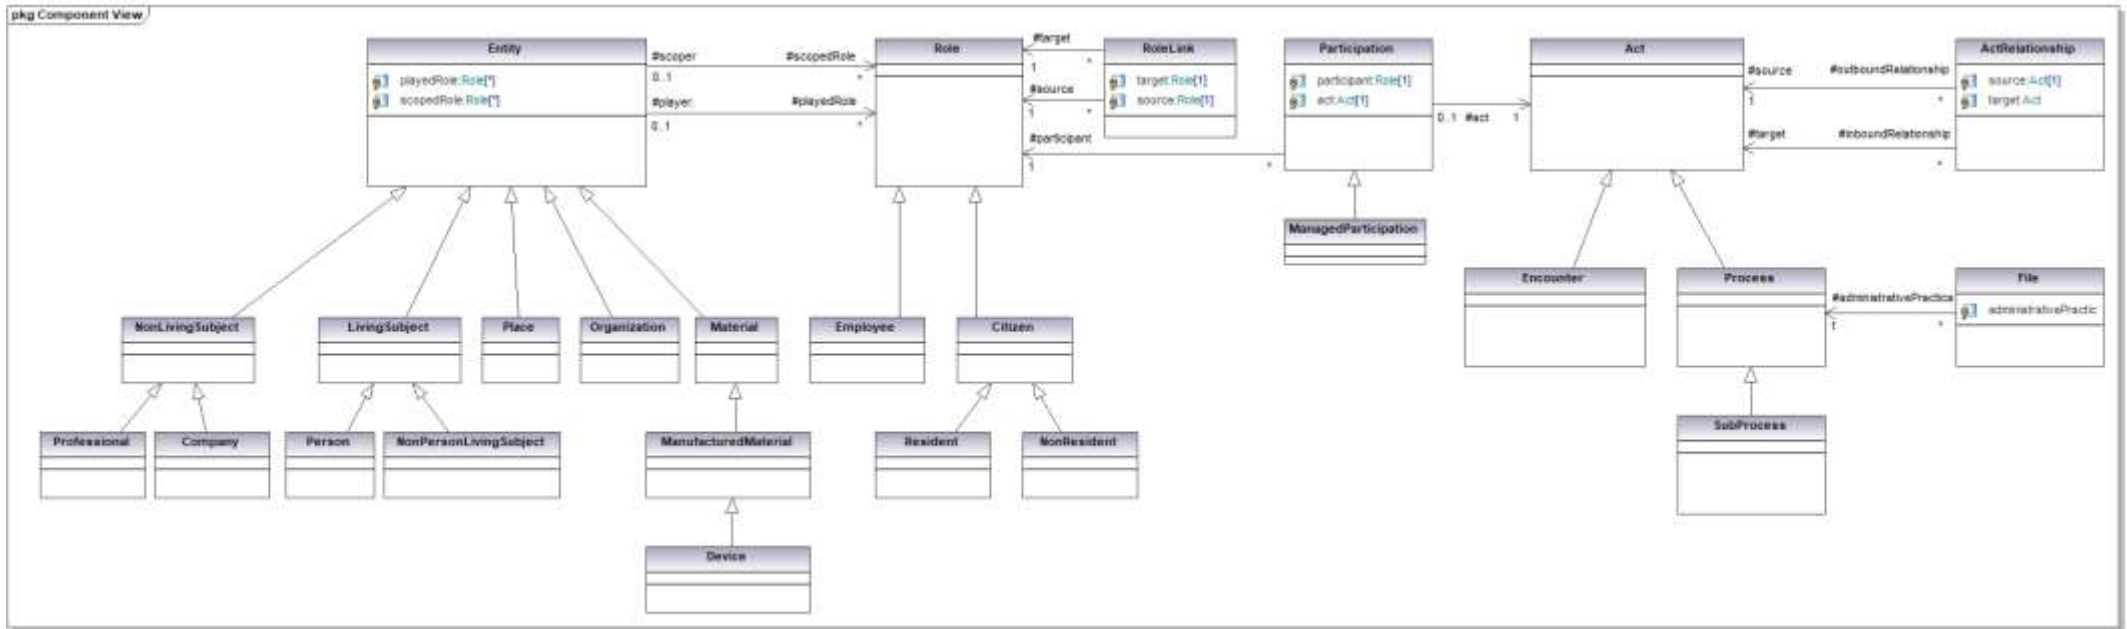 pkg Component View
Entity
playedRole:Role[*]
scopedRole:Role[*]
#scoper
#scopedRole
0..1
*
#player
#playedRole
0..1
*
Role
#target
1
*
#source
1
*
#participant
1
*
RoleLink
target:Role[1]
source:Role[1]
Participation
participant:Role[1]
act:Act[1]
0..1 #act 1
Act
#source
#outboundRelationship
1
*
#target
#inboundRelationship
*
ActRelationship
source:Act[1]
target:Act
ManagedParticipation
Encounter
Process
#administrativePractice
1
*
File
administrativePractic
NonLivingSubject
LivingSubject
Place
Organization
Material
Employee
Citizen
SubProcess
Professional
Company
Person
NonPersonLivingSubject
ManufacturedMaterial
Resident
NonResident
Device